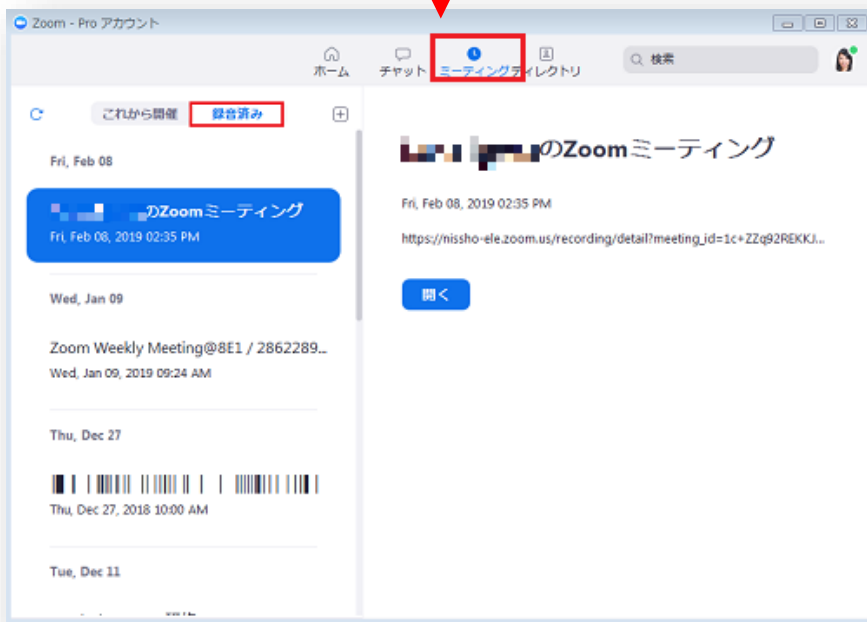 Zoom - Pro アカウント
ホーム
チャット
ミーティング
ディレクトリ
検索
これから開催
録音済み
Fri, Feb 08
のZoomミーティング
Fri, Feb 08, 2019 02:35 PM
Wed, Jan 09
Zoom Weekly Meeting@8E1 / 2862289...
Wed, Jan 09, 2019 09:24 AM
Thu, Dec 27
Thu, Dec 27, 2018 10:00 AM
Tue, Dec 11
のZoomミーティング
Fri, Feb 08, 2019 02:35 PM
https://nissho-ele.zoom.us/recording/detail?meeting_id=1c+ZZq92REKKJ...
開く